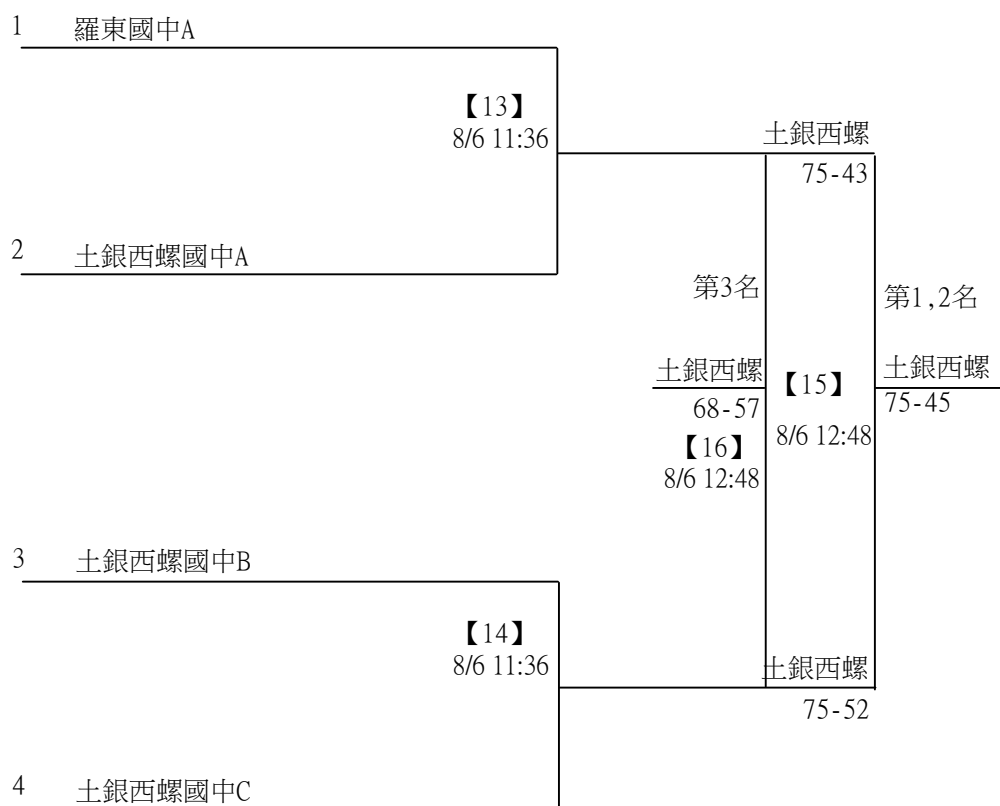 1 羅東國中A
【13】
8/6 11:36
土銀西螺
75-43
2 土銀西螺國中A
第3名
第1,2名
土銀西螺
68-57
【16】
8/6 12:48
【15】
8/6 12:48
土銀西螺
75-45
3 土銀西螺國中B
【14】
8/6 11:36
土銀西螺
75-52
4 土銀西螺國中C